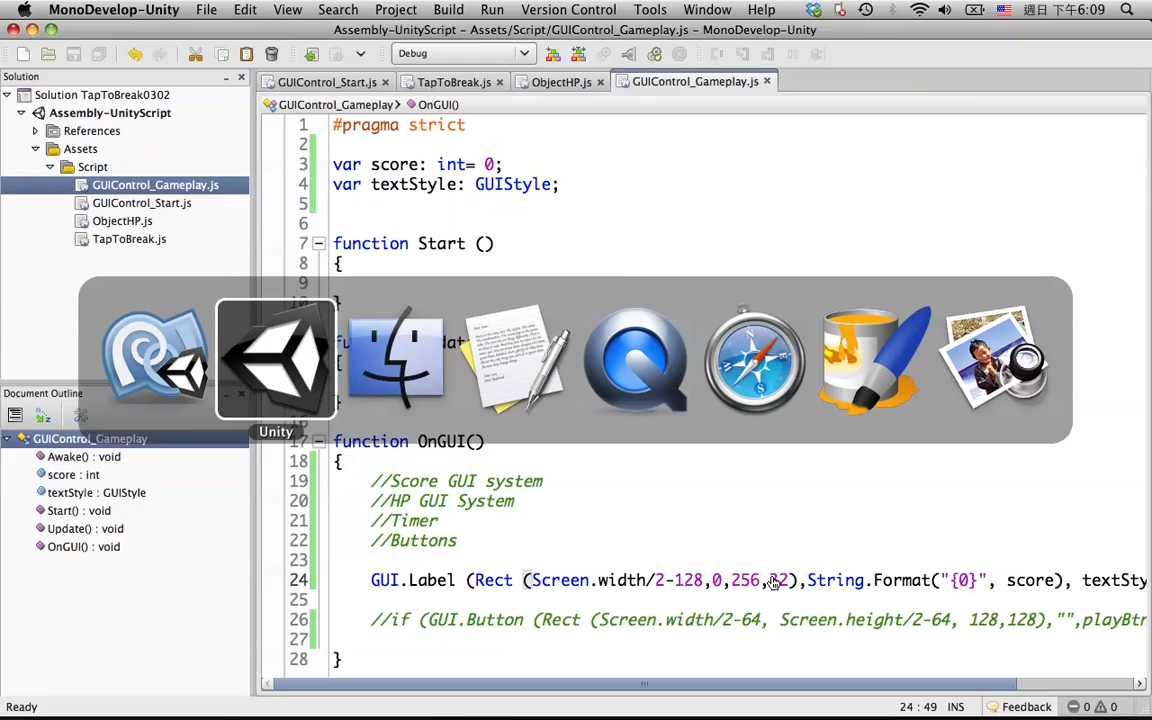 MonoDevelop-Unity File Edit View Search Project Build Run Version Control Tools Window Help 週日 下午6:09
Assembly-UnityScript - Assets/Script/GUIControl_Gameplay.js - MonoDevelop-Unity
Debug
Solution
Solution TapToBreak0302
Assembly-UnityScript
References
Assets
Script
GUIControl_Gameplay.js
GUIControl_Start.js
ObjectHP.js
TapToBreak.js
Document Outline
GUIControl_Gameplay
Awake() : void
score : int
textStyle : GUIStyle
Start() : void
Update() : void
OnGUI() : void
GUIControl_Start.js TapToBreak.js ObjectHP.js GUIControl_Gameplay.js
GUIControl_Gameplay OnGUI()
1 #pragma strict
2
3 var score: int= 0;
4 var textStyle: GUIStyle;
5
6
7 function Start ()
8 {
9
Unity
17 function OnGUI()
18 {
19 //Score GUI system
20 //HP GUI System
21 //Timer
22 //Buttons
23
24 GUI.Label (Rect (Screen.width/2-128,0,256,32),String.Format("{0}", score), textSty
25
26 //if (GUI.Button (Rect (Screen.width/2-64, Screen.height/2-64, 128,128),"",playBtr
27
28 }
Ready 24 : 49 INS Feedback 0 0